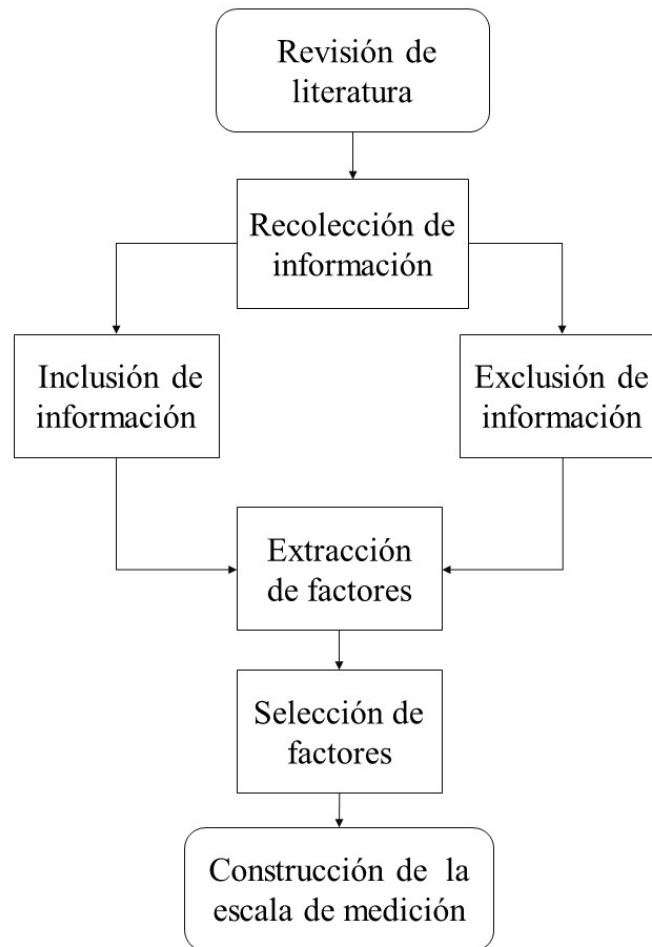 Revisión de
literatura
Recolección de
información
Inclusión de
información
Exclusión de
información
Extracción
de factores
Selección de
factores
Construcción de la
escala de medición